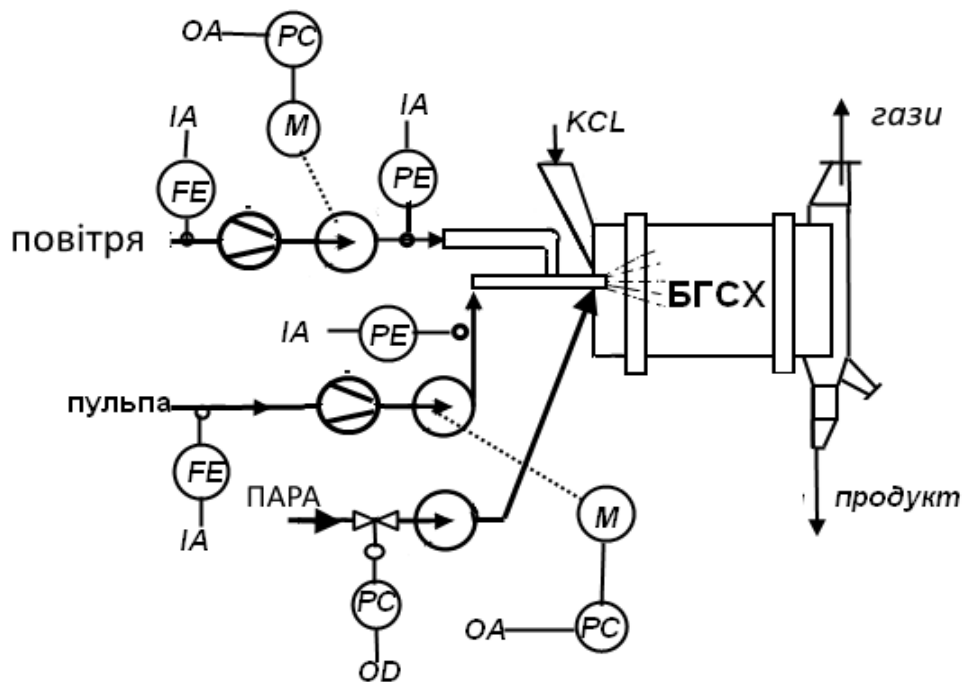 OA
PC
IA
M
IA
KCL
гази
FE
PE
повітря
БГСХ
IA
PE
пульпа
FE
ПАРА
M
продукт
IA
PC
OA
PC
OD